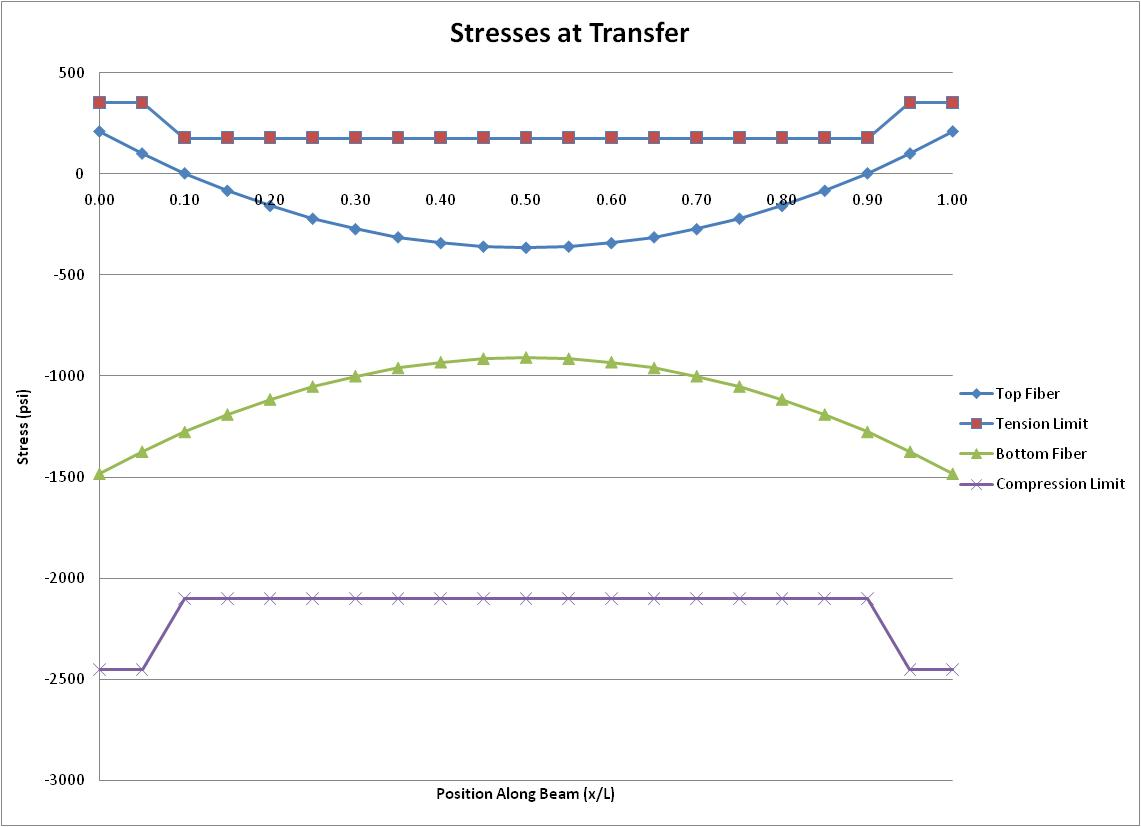 Stresses at Transfer
500
0
0.00 0.10 0.20 0.30 0.40 0.50 0.60 0.70 0.80 0.90 1.00
-500
-1000
-1500
-2000
-2500
-3000
Stress (psi)
Position Along Beam (x/L)
Top Fiber
Tension Limit
Bottom Fiber
Compression Limit